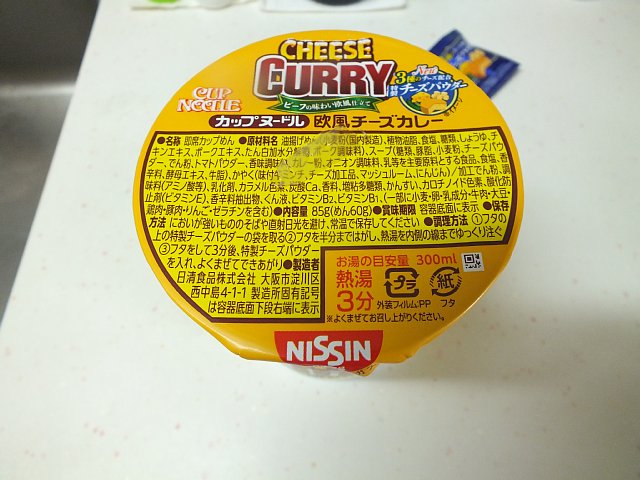 CHEESE
CURRY
CUP
NOODLE
ビーフの味わい欧風仕立て
New
3種のチーズ配合
特製
チーズパウダー
カップヌードル 欧風チーズカレー
●名称 即席カップめん ●原材料名 油揚げめん(小麦粉(国内製造)、植物油脂、食塩、糖類、しょうゆ、チ
キンエキス、ポークエキス、たん白加水分解物、ポーク調味料)、スープ(糖類、豚脂、小麦粉、チーズパウ
ダー、でん粉、トマトパウダー、香味調味料、カレー粉、オニオン調味料、乳等を主要原料とする食品、食塩、香
辛料、酵母エキス、牛脂)、かやく(味付ミンチ、チーズ加工品、マッシュルーム、にんじん)/加工でん粉、調
味料(アミノ酸等)、乳化剤、カラメル色素、炭酸Ca、香料、増粘多糖類、かんすい、カロチノイド色素、酸化防
止剤(ビタミンE)、香辛料抽出物、くん液、ビタミンB2、ビタミンB1、(一部に小麦・卵・乳成分・牛肉・大豆・
鶏肉・豚肉・りんご・ゼラチンを含む)●内容量 85g(めん60g)●賞味期限 容器底面に表示 ●保存
方法 においが強いもののそばや直射日光を避け、常温で保存してください ●調理方法 ①フタの
上の特製チーズパウダーの袋を取る②フタを半分まではがし、熱湯を内側の線までゆっくり注ぐ
③フタをして3分後、特製チーズパウダー
を入れ、よくまぜてできあがり●製造者
日清食品株式会社 大阪市淀川区
西中島4-1-1 製造所固有記号
は容器底面下段右端に表示
お湯の目安量 300ml
熱湯
3分
プラ
紙
外装フィルム:PP フタ
※よくまぜてお召し上がりください。
NISSIN